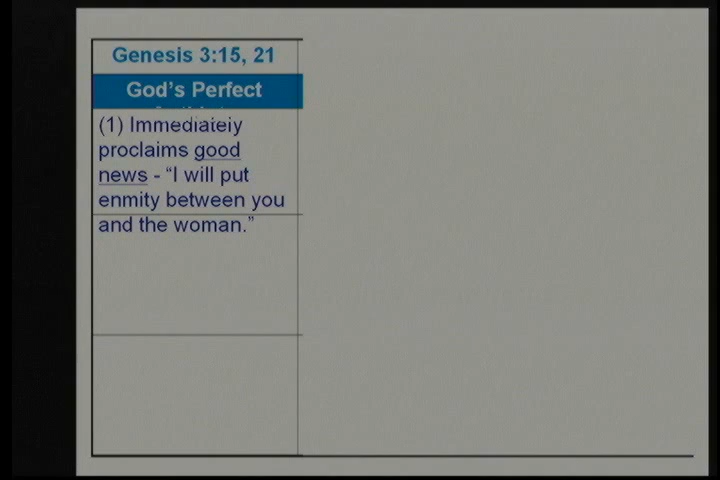 Genesis 3:15, 21
God's Perfect
(1) Immediately
proclaims good
news - “I will put
enmity between you
and the woman.”